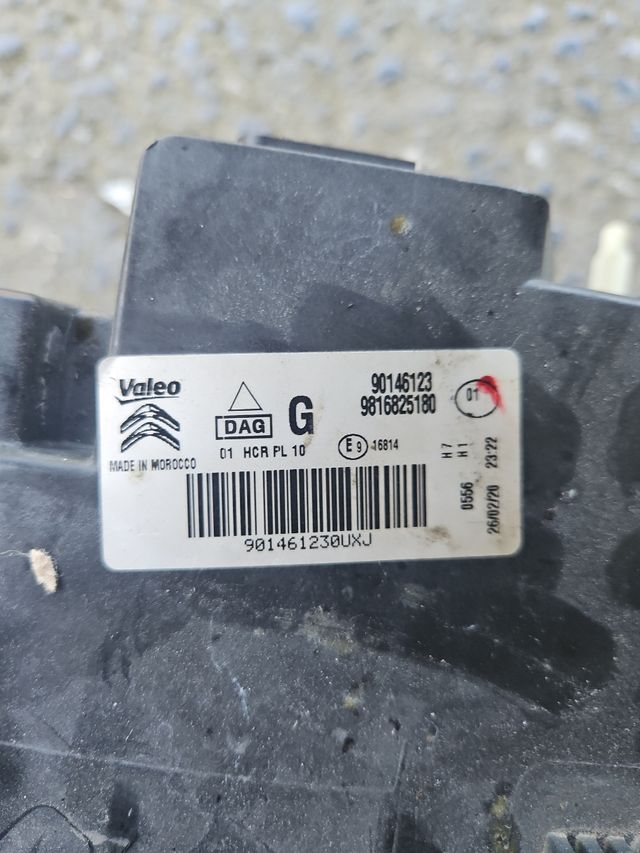 Valeo
MADE IN MOROCCO
DAG
G
01 HCR PL 10
90146123
9816825180
01
E9
16814
H7
H1
0556
26/02/20 23:22
901461230UXJ